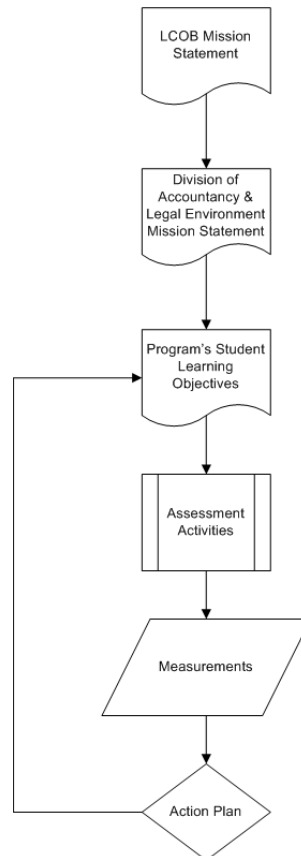 LCOB Mission
Statement
Division of
Accountancy &
Legal Environment
Mission Statement
Program's Student
Learning
Objectives
Assessment
Activities
Measurements
Action Plan